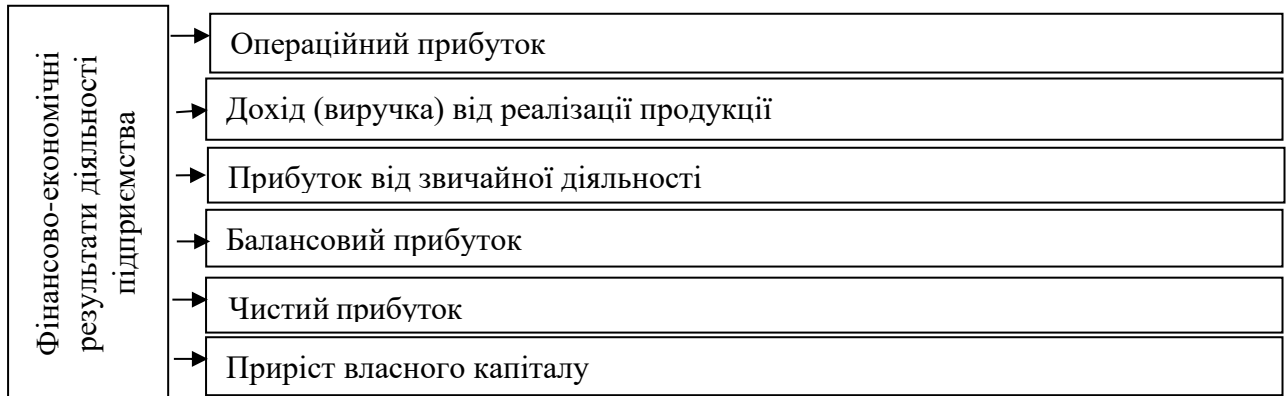 Фінансово-економічні
результати діяльності
підприємства
Операційний прибуток
Дохід (виручка) від реалізації продукції
Прибуток від звичайної діяльності
Балансовий прибуток
Чистий прибуток
Приріст власного капіталу